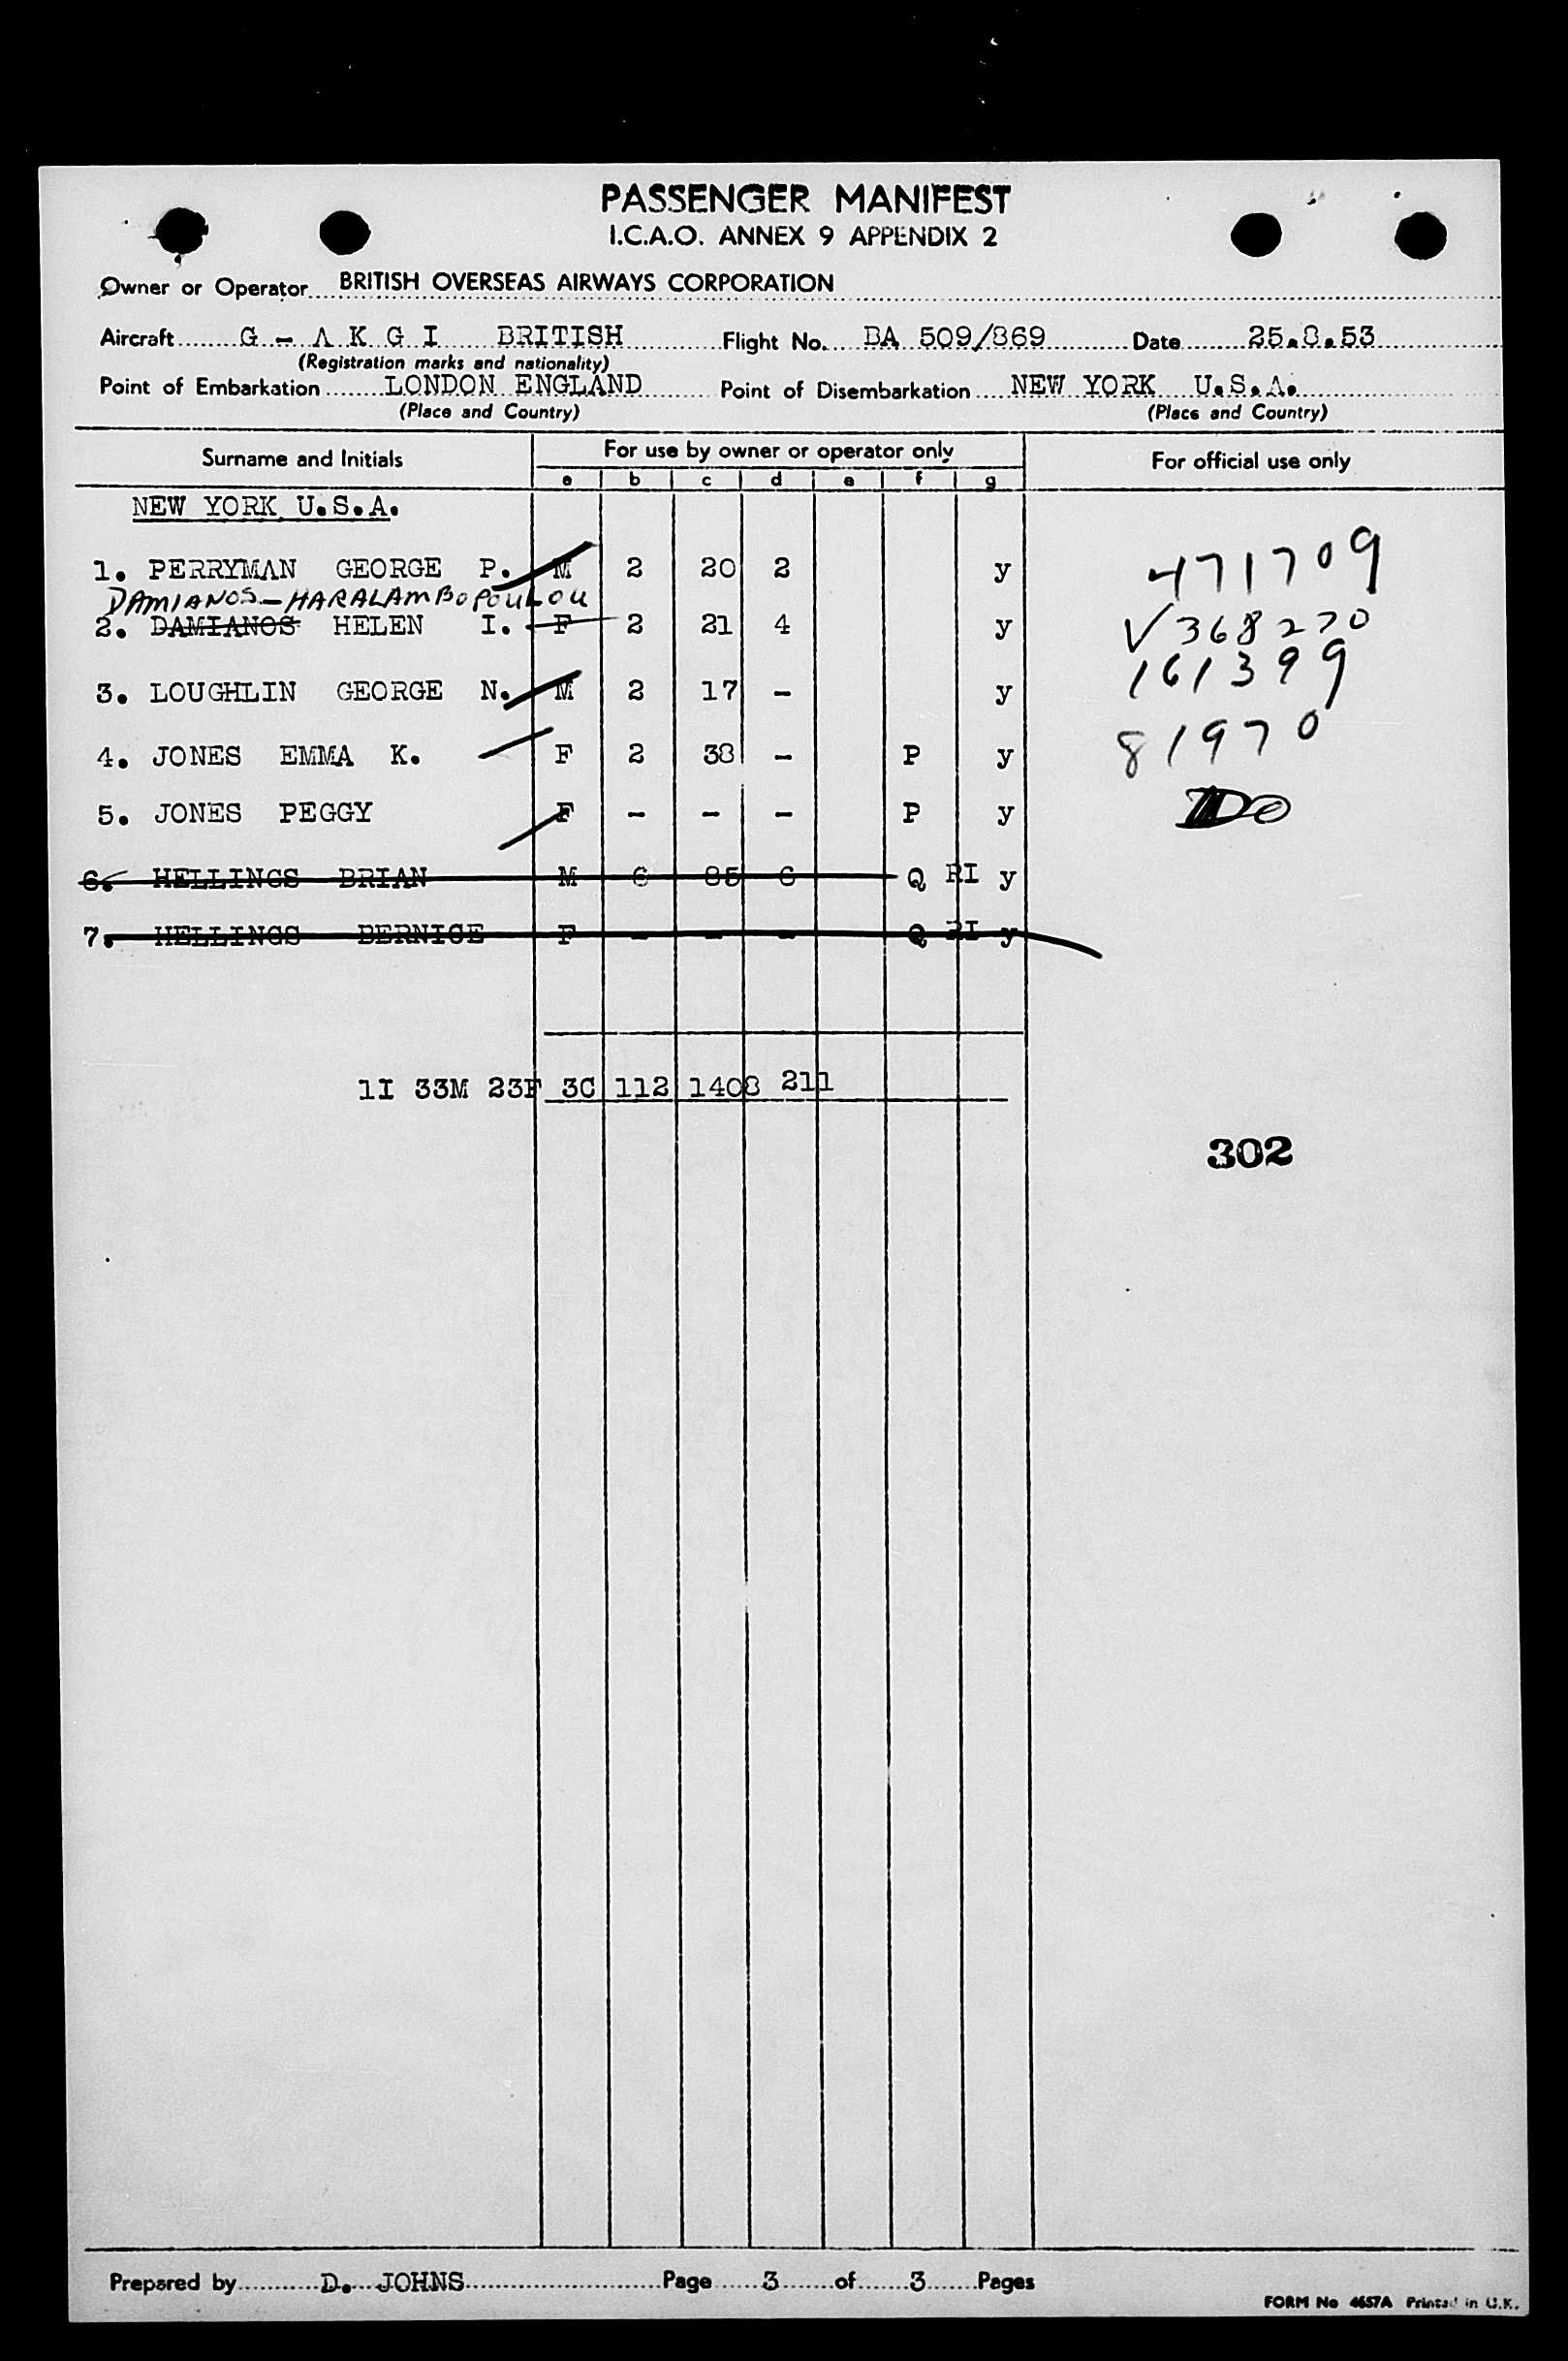 PASSENGER MANIFEST
I.C.A.O. ANNEX 9 APPENDIX 2
Owner or Operator BRITISH OVERSEAS AIRWAYS CORPORATION
Aircraft G - A K G I BRITISH Flight No. BA 509/869 Date 25.8.53
(Registration marks and nationality)
Point of Embarkation LONDON ENGLAND Point of Disembarkation NEW YORK U.S.A.
(Place and Country) (Place and Country)
Surname and Initials For use by owner or operator only For official use only
a b c d e f g
NEW YORK U.S.A.
1. PERRYMAN GEORGE P. M 2 20 2 y 471709
DAMIANOS-HARALAMBOPOULOU
2. DAMIANOS HELEN I. F 2 21 4 y √ 368270
3. LOUGHLIN GEORGE N. M 2 17 - y 161399
4. JONES EMMA K. F 2 38 - P y 81970
5. JONES PEGGY F - - - P y Do
6. HELLINGS BRIAN M 6 85 6 Q RI y
7. HELLINGS BERNICE F - - - Q RI y
1I 33M 23F 3C 112 1408 211
302
Prepared by D. JOHNS Page 3 of 3 Pages
FORM No 4657A Printed in U.K.